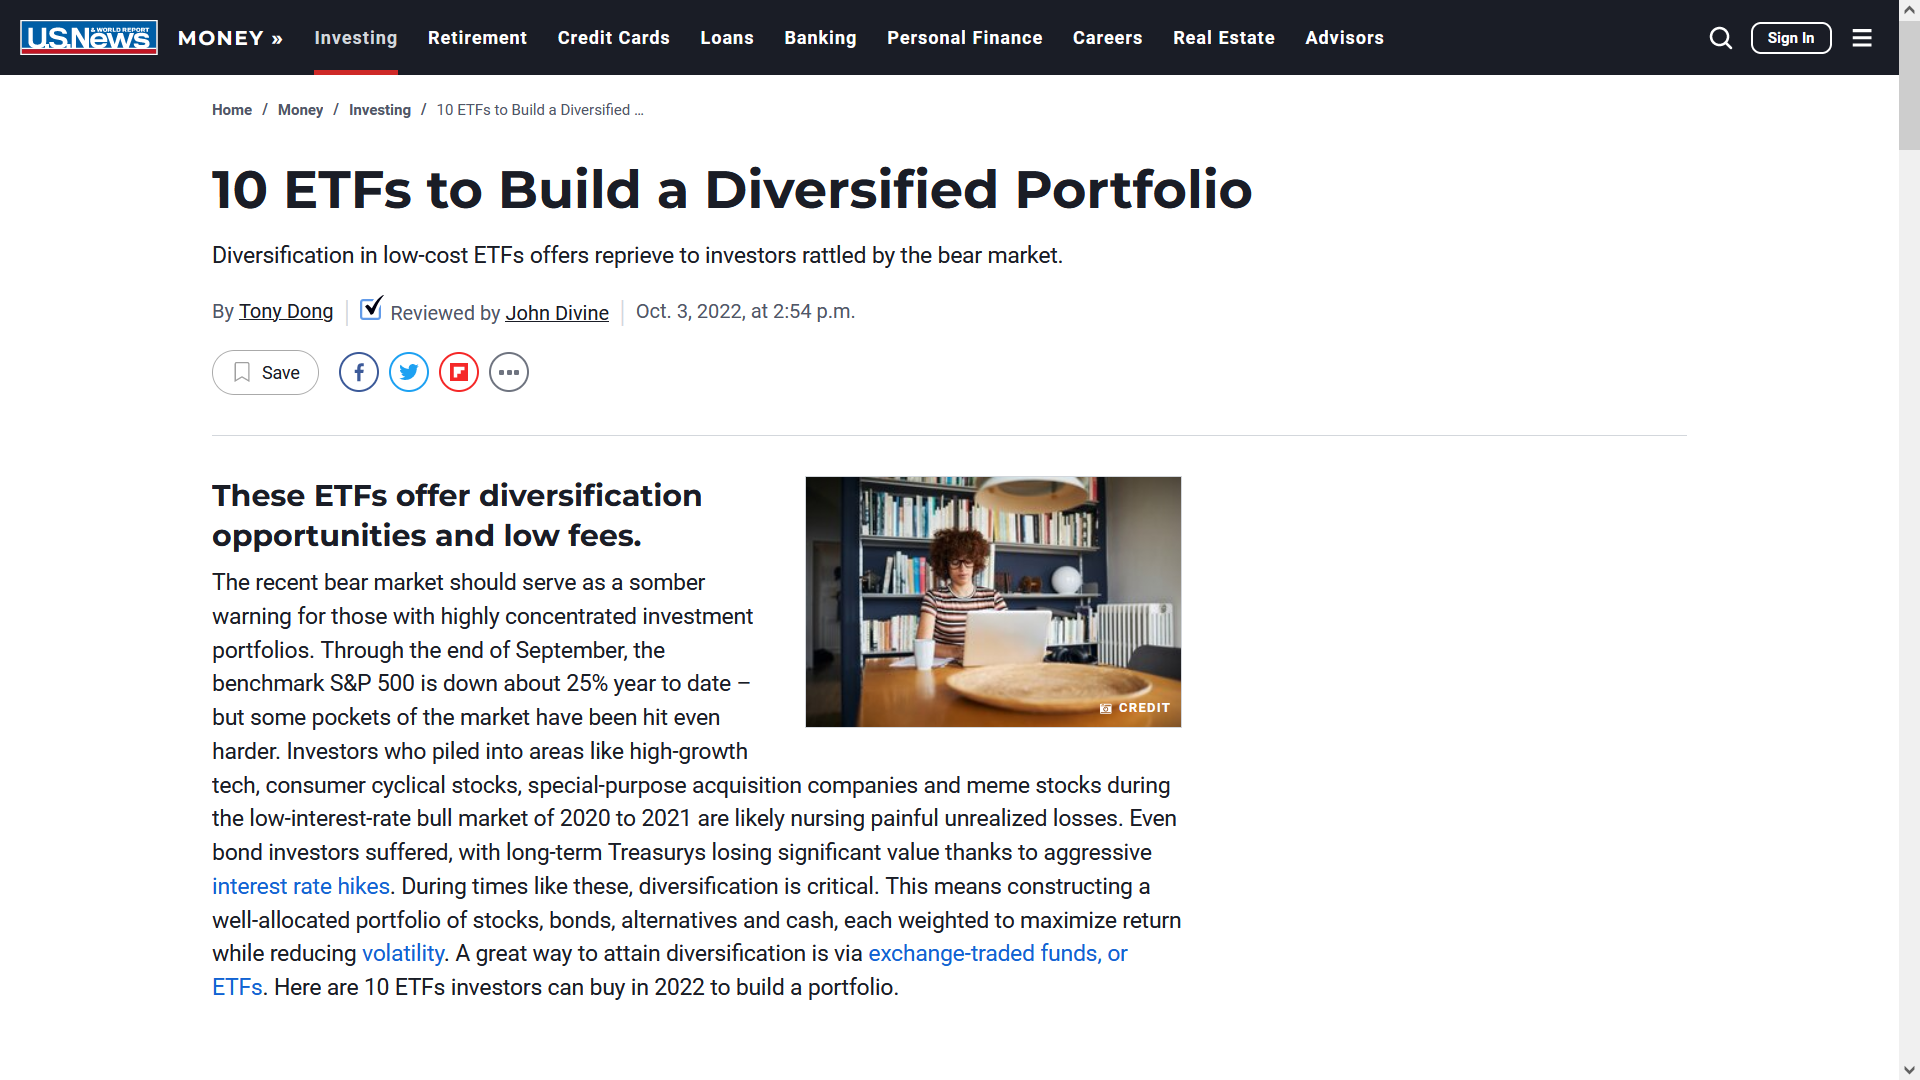 U.S.News & WORLD REPORT
MONEY » Investing Retirement Credit Cards Loans Banking Personal Finance Careers Real Estate Advisors Sign In
Home / Money / Investing / 10 ETFs to Build a Diversified ...
10 ETFs to Build a Diversified Portfolio
Diversification in low-cost ETFs offers reprieve to investors rattled by the bear market.
By Tony Dong | Reviewed by John Divine | Oct. 3, 2022, at 2:54 p.m.
Save
These ETFs offer diversification
opportunities and low fees.
The recent bear market should serve as a somber
warning for those with highly concentrated investment
portfolios. Through the end of September, the
benchmark S&P 500 is down about 25% year to date –
but some pockets of the market have been hit even
harder. Investors who piled into areas like high-growth
CREDIT
tech, consumer cyclical stocks, special-purpose acquisition companies and meme stocks during
the low-interest-rate bull market of 2020 to 2021 are likely nursing painful unrealized losses. Even
bond investors suffered, with long-term Treasurys losing significant value thanks to aggressive
interest rate hikes. During times like these, diversification is critical. This means constructing a
well-allocated portfolio of stocks, bonds, alternatives and cash, each weighted to maximize return
while reducing volatility. A great way to attain diversification is via exchange-traded funds, or
ETFs. Here are 10 ETFs investors can buy in 2022 to build a portfolio.